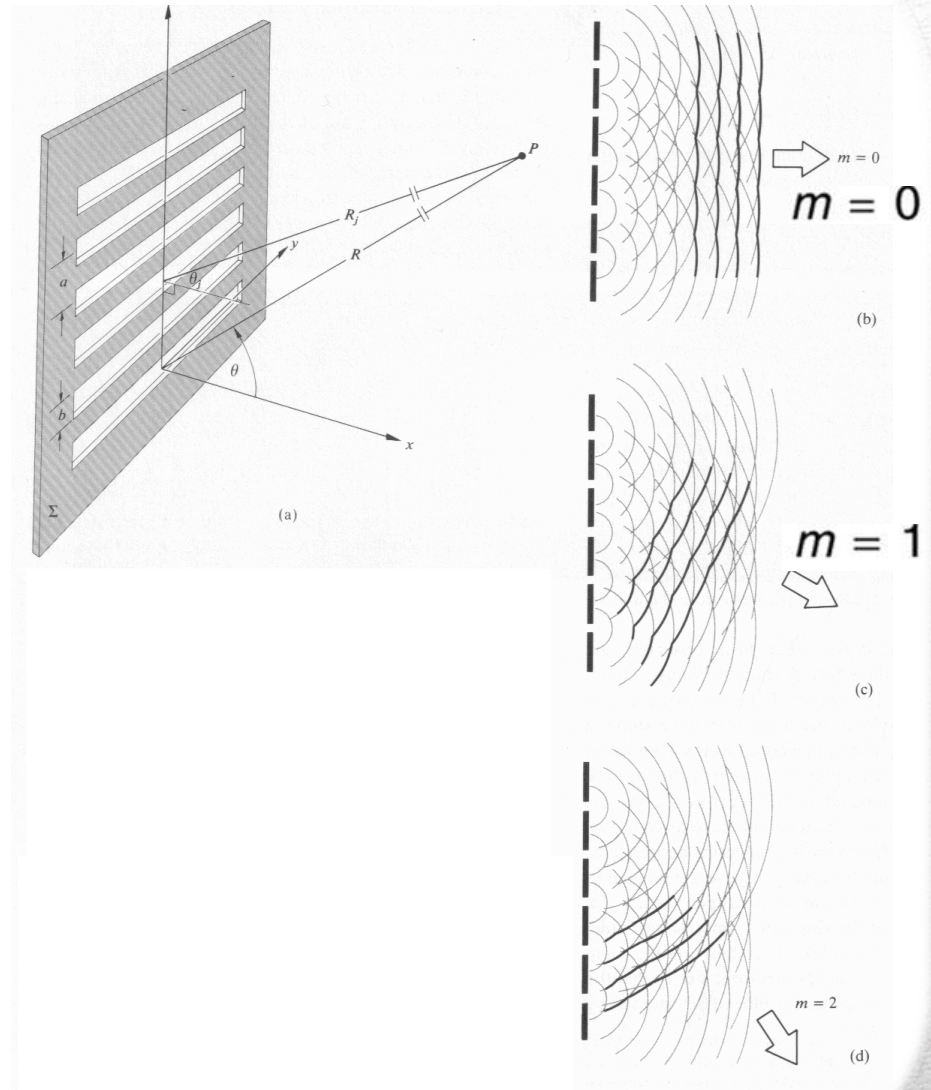 P
R_j
y
R
θ_j
a
θ
b
x
Σ
(a)
m = 0
m = 0
(b)
m = 1
(c)
m = 2
(d)